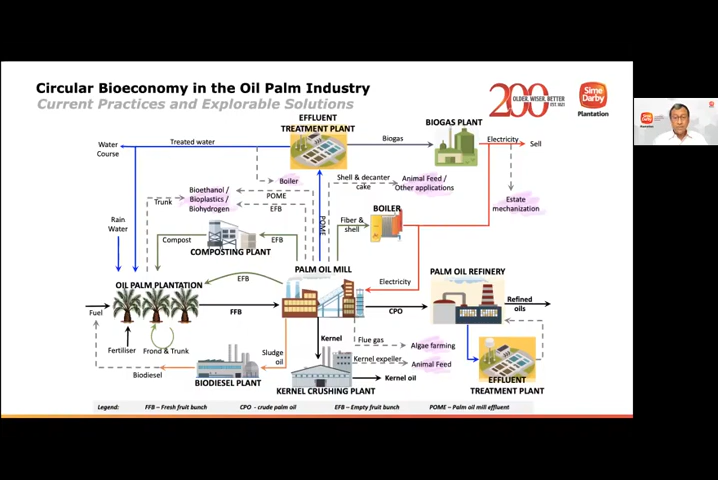 Circular Bioeconomy in the Oil Palm Industry
Current Practices and Explorable Solutions
200
OLDER. WISER. BETTER
EST. 1821
Sime
Darby
Plantation
EFFLUENT
TREATMENT PLANT
BIOGAS PLANT
Water
Course
Treated water
Biogas
Electricity
Sell
Boiler
Shell & decanter
cake
Animal Feed /
Other applications
Estate
mechanization
Trunk
Bioethanol /
Bioplastics /
Biohydrogen
POME
EFB
POME
Fiber &
shell
BOILER
Rain
Water
Compost
EFB
COMPOSTING PLANT
PALM OIL MILL
Electricity
PALM OIL REFINERY
OIL PALM PLANTATION
EFB
Fuel
FFB
CPO
Refined
oils
Fertiliser
Frond & Trunk
Sludge
oil
Kernel
Flue gas
Algae farming
Kernel expeller
Animal Feed
Kernel oil
Biodiesel
BIODIESEL PLANT
KERNEL CRUSHING PLANT
EFFLUENT
TREATMENT PLANT
Legend:
FFB – Fresh fruit bunch
CPO - crude palm oil
EFB – Empty fruit bunch
POME – Palm oil mill effluent